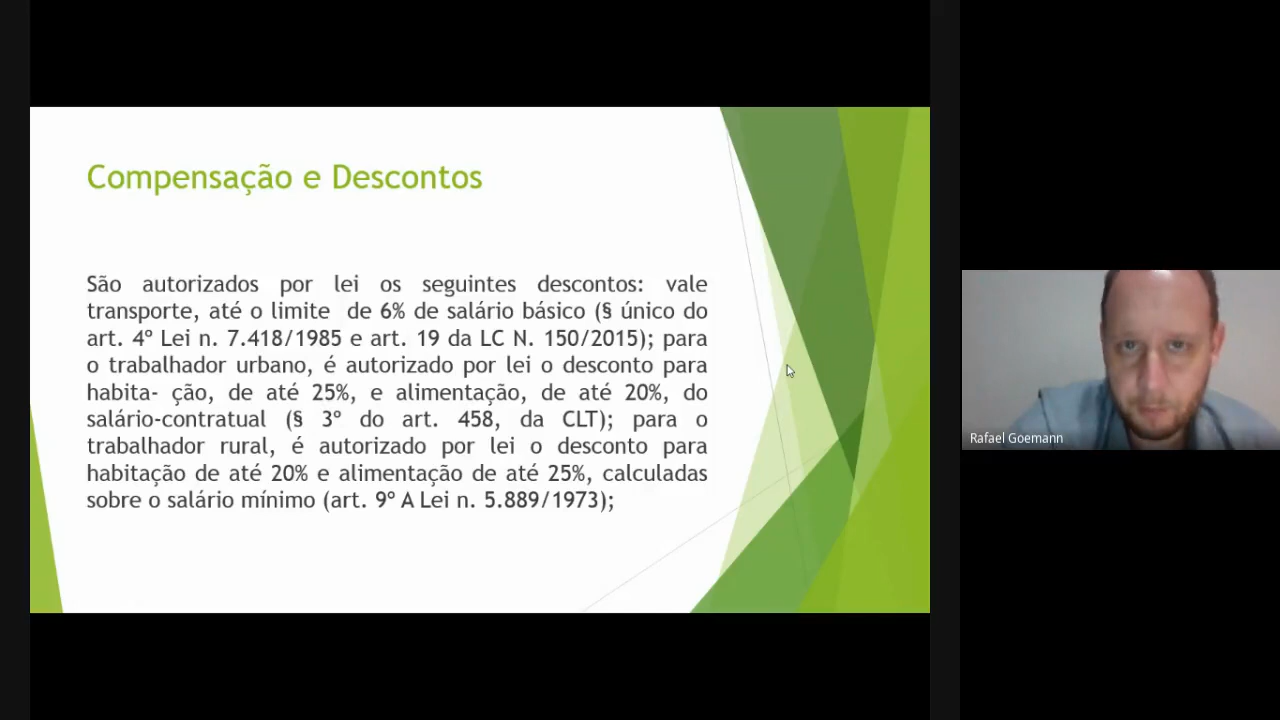 Compensação e Descontos
São autorizados por lei os seguintes descontos: vale
transporte, até o limite de 6% de salário básico (§ único do
art. 4º Lei n. 7.418/1985 e art. 19 da LC N. 150/2015); para
o trabalhador urbano, é autorizado por lei o desconto para
habita- ção, de até 25%, e alimentação, de até 20%, do
salário-contratual (§ 3º do art. 458, da CLT); para o
trabalhador rural, é autorizado por lei o desconto para
habitação de até 20% e alimentação de até 25%, calculadas
sobre o salário mínimo (art. 9º A Lei n. 5.889/1973);
Rafael Goemann